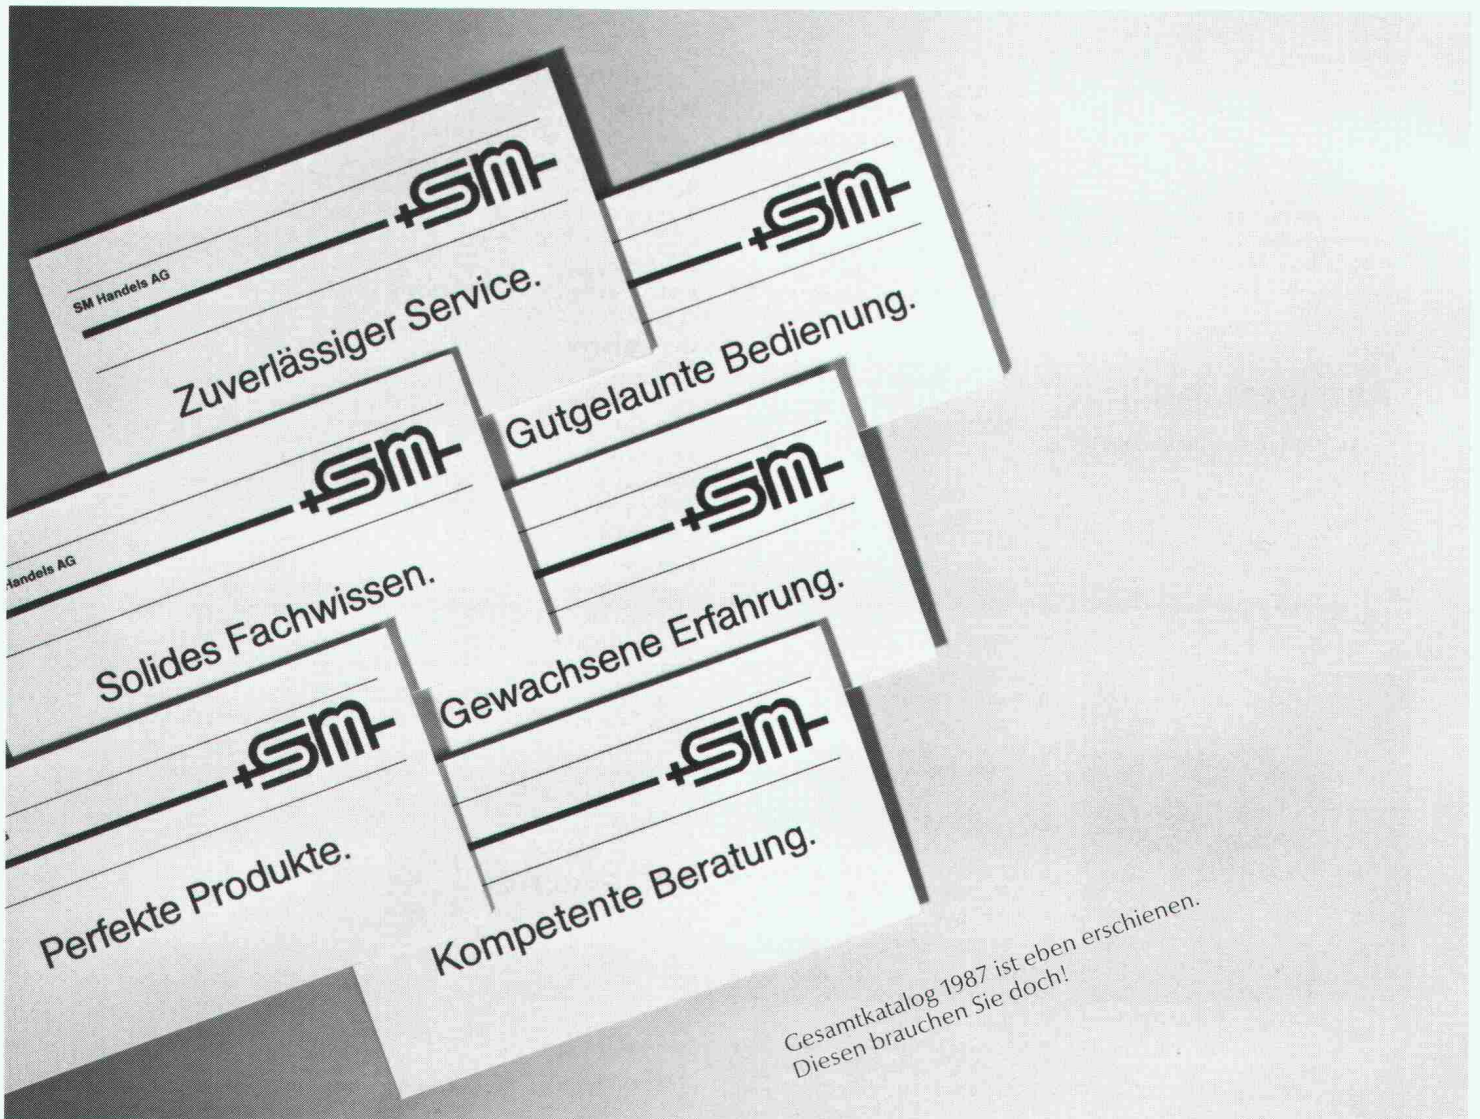 SM Handels AG
+sm
Zuverlässiger Service.
+sm
Gutgelaunte Bedienung.
Handels AG
+sm
Solides Fachwissen.
+sm
Gewachsene Erfahrung.
+sm
Perfekte Produkte.
+sm
Kompetente Beratung.
Gesamtkatalog 1987 ist eben erschienen.
Diesen brauchen Sie doch!